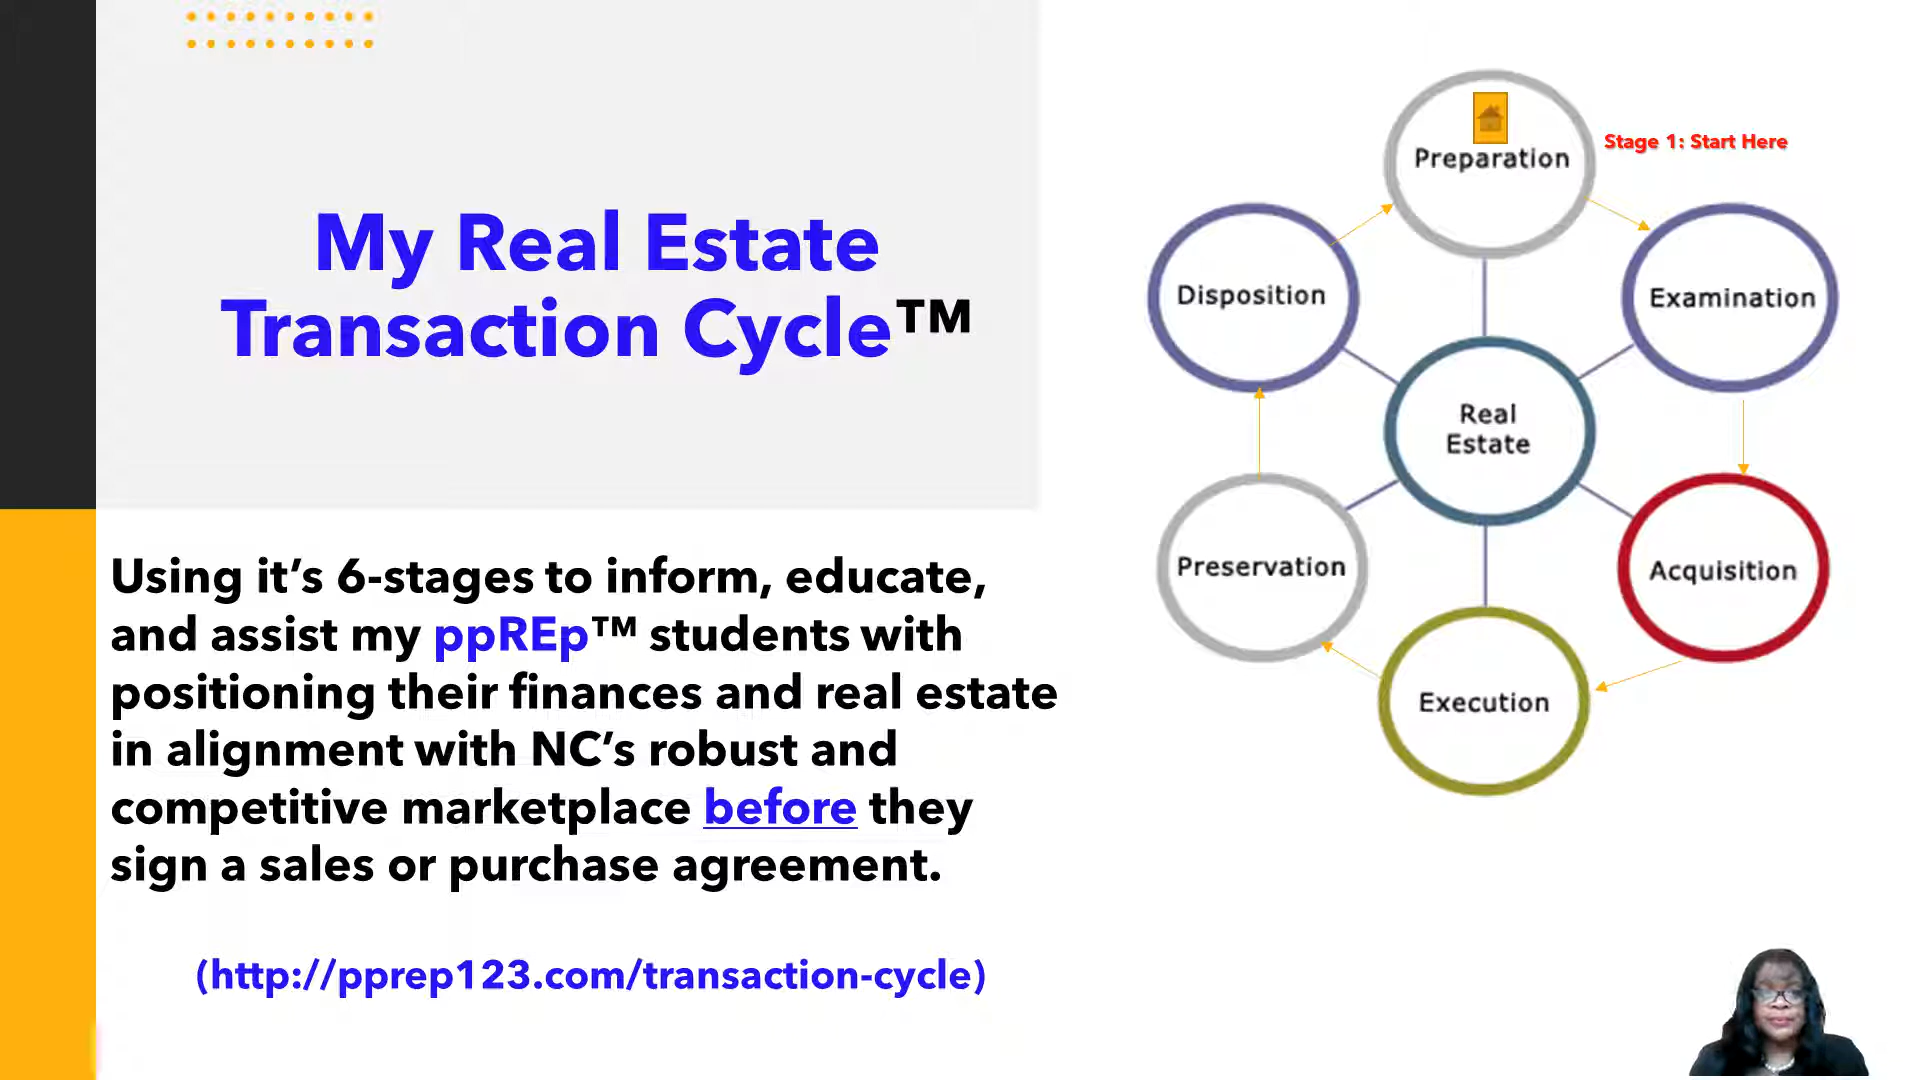 My Real Estate
Transaction Cycle™
Using it’s 6-stages to inform, educate,
and assist my ppREp™ students with
positioning their finances and real estate
in alignment with NC’s robust and
competitive marketplace before they
sign a sales or purchase agreement.
(http://pprep123.com/transaction-cycle)
Preparation
Stage 1: Start Here
Examination
Acquisition
Execution
Preservation
Disposition
Real
Estate